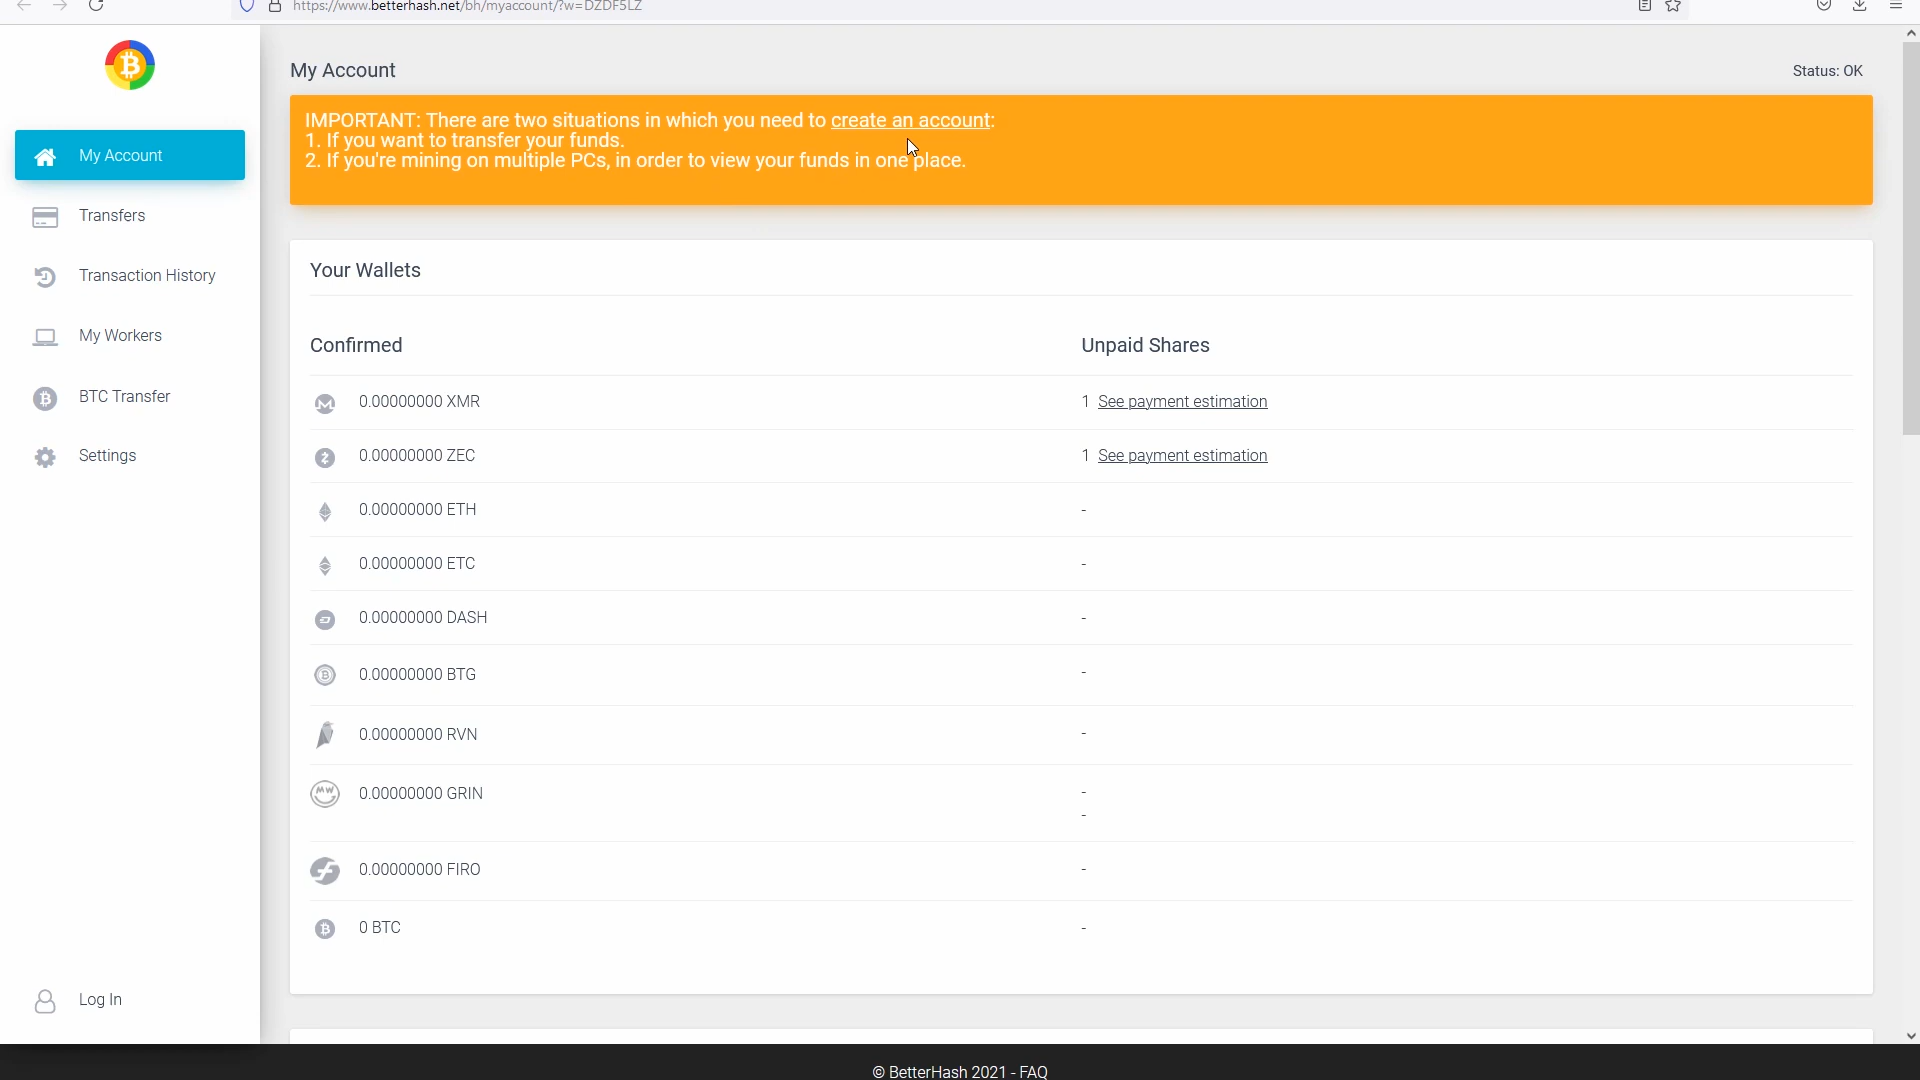 https://www.betterhash.net/bh/myaccount/?w=DZDF5LZ
My Account
Status: OK
IMPORTANT: There are two situations in which you need to create an account:
1. If you want to transfer your funds.
2. If you're mining on multiple PCs, in order to view your funds in one place.
My Account
Transfers
Transaction History
My Workers
BTC Transfer
Settings
Log In
Your Wallets
Confirmed Unpaid Shares
0.00000000 XMR 1 See payment estimation
0.00000000 ZEC 1 See payment estimation
0.00000000 ETH -
0.00000000 ETC -
0.00000000 DASH -
0.00000000 BTG -
0.00000000 RVN -
0.00000000 GRIN -
-
0.00000000 FIRO -
0 BTC -
© BetterHash 2021 - FAQ